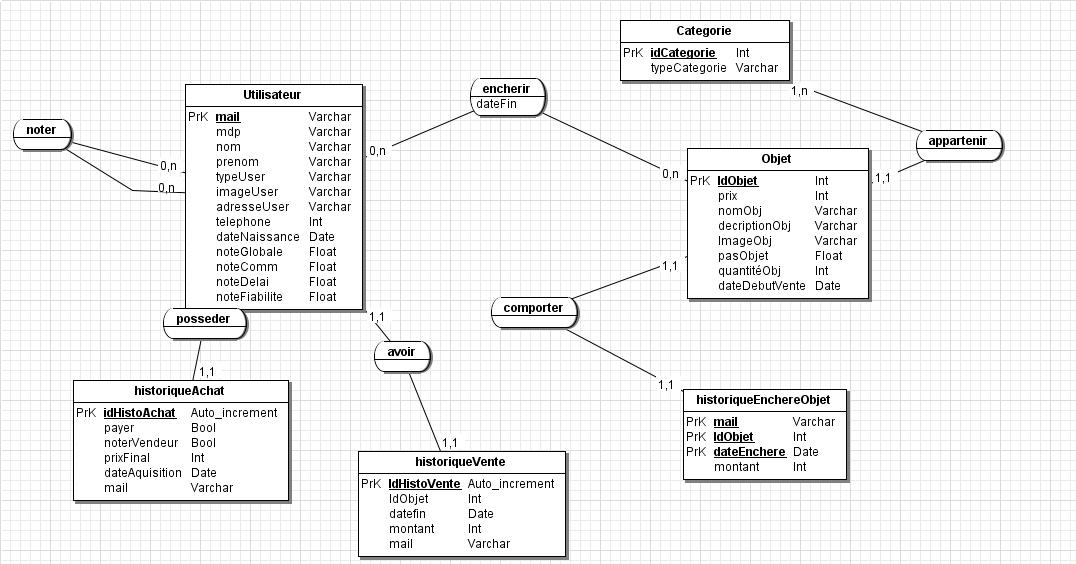 Categorie
PrK idCategorie Int
typeCategorie Varchar
1,n
appartenir
1,1
encherir
dateFin
0,n
0,n
noter
0,n
0,n
Utilisateur
PrK mail Varchar
mdp Varchar
nom Varchar
prenom Varchar
typeUser Varchar
imageUser Varchar
adresseUser Varchar
telephone Int
dateNaissance Date
noteGlobale Float
noteComm Float
noteDelai Float
noteFiabilite Float
Objet
PrK IdObjet Int
prix Int
nomObj Varchar
decriptionObj Varchar
ImageObj Varchar
pasObjet Float
quantitéObj Int
dateDebutVente Date
1,1
comporter
1,1
posseder
1,1
1,1
avoir
1,1
historiqueAchat
PrK idHistoAchat Auto_increment
payer Bool
noterVendeur Bool
prixFinal Int
dateAquisition Date
mail Varchar
historiqueVente
PrK IdHistoVente Auto_increment
IdObjet Int
datefin Date
montant Int
mail Varchar
historiqueEnchereObjet
PrK mail Varchar
PrK IdObjet Int
PrK dateEnchere Date
montant Int